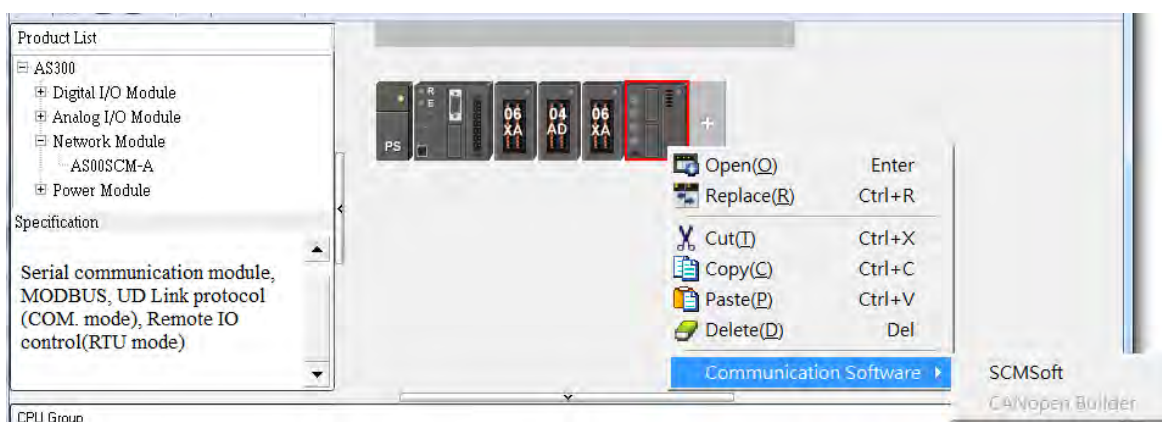 Product List
AS300
Digital I/O Module
Analog I/O Module
Network Module
AS00SCM-A
Power Module
Specification
Serial communication module,
MODBUS, UD Link protocol
(COM. mode), Remote IO
control(RTU mode)
CPU Group
PS
R
E
06
XA
04
AD
06
XA
+
Open(O) Enter
Replace(R) Ctrl+R
Cut(T) Ctrl+X
Copy(C) Ctrl+C
Paste(P) Ctrl+V
Delete(D) Del
Communication Software
SCMSoft
CANopen Builder